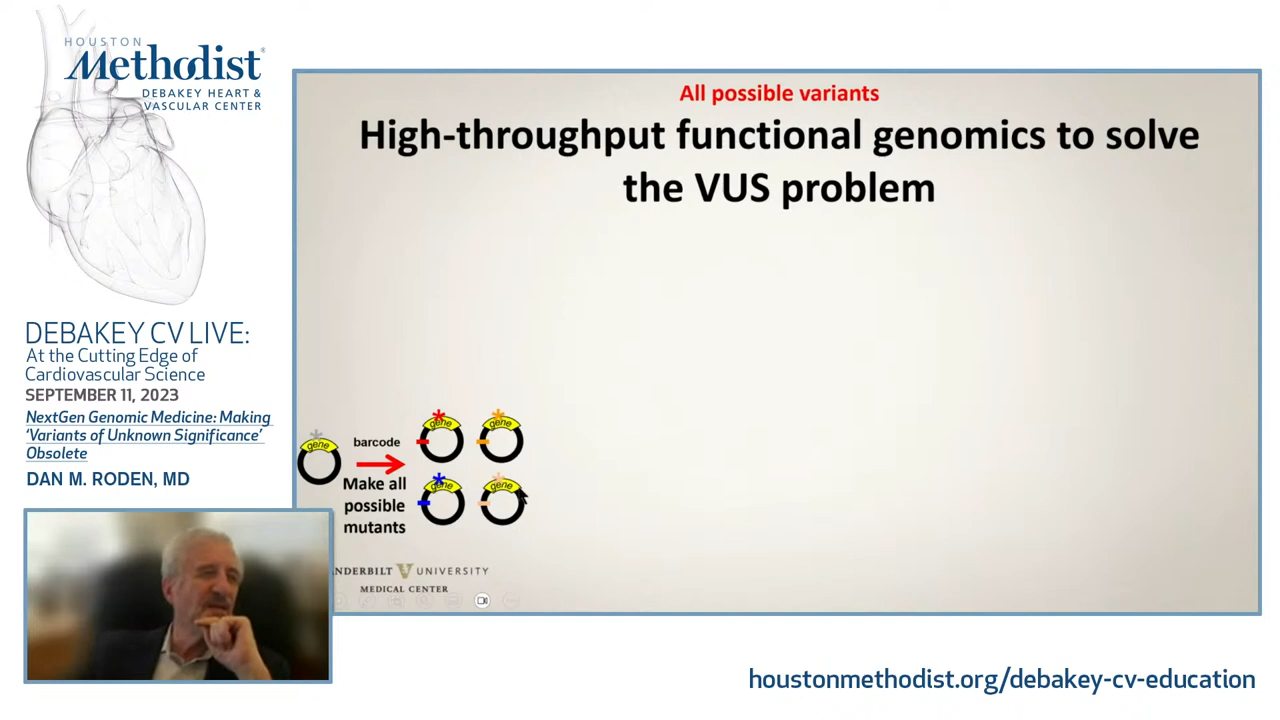 HOUSTON
Methodist®
DEBAKEY HEART &
VASCULAR CENTER
DEBAKEY CV LIVE:
At the Cutting Edge of
Cardiovascular Science
SEPTEMBER 11, 2023
NextGen Genomic Medicine: Making
‘Variants of Unknown Significance’
Obsolete
DAN M. RODEN, MD
All possible variants
High-throughput functional genomics to solve
the VUS problem
gene
barcode
Make all
possible
mutants
gene
gene
gene
gene
UNIVERSITY
MEDICAL CENTER
houstonmethodist.org/debakey-cv-education